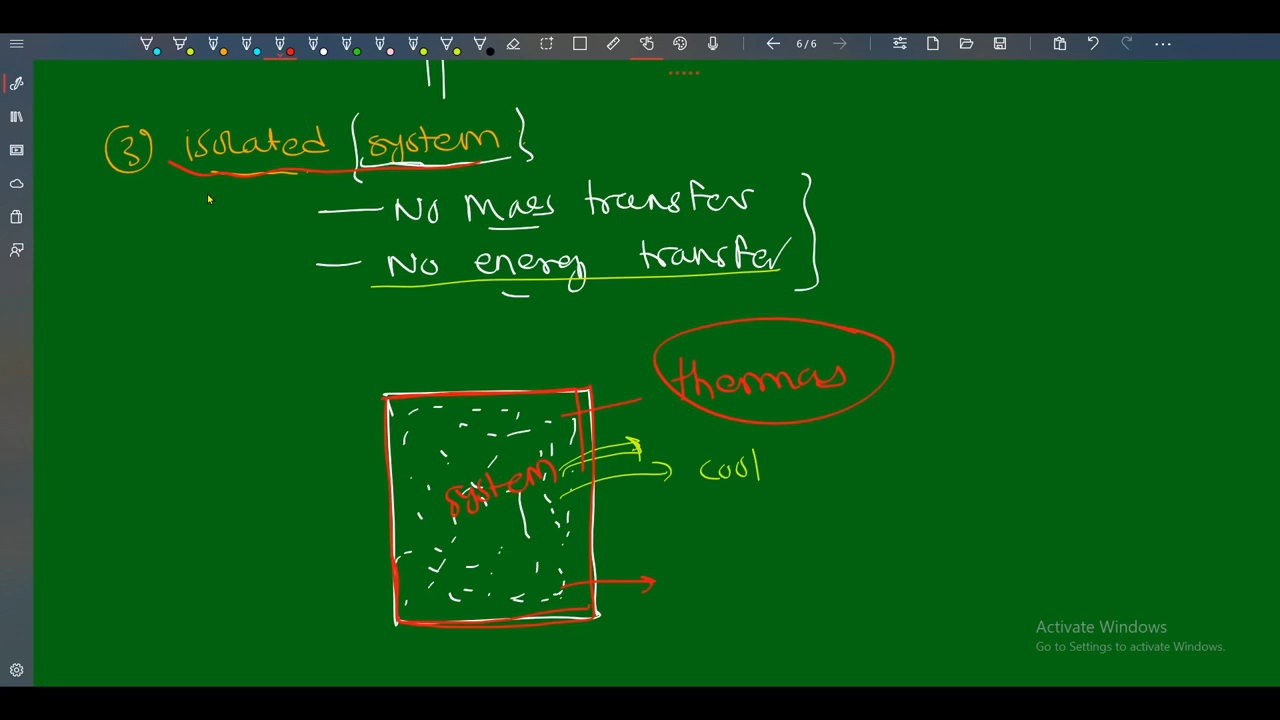 6/6
③ isolated {system}
— No Mass transfer
— No energy transfer
thermas
system
cool
Activate Windows
Go to Settings to activate Windows.